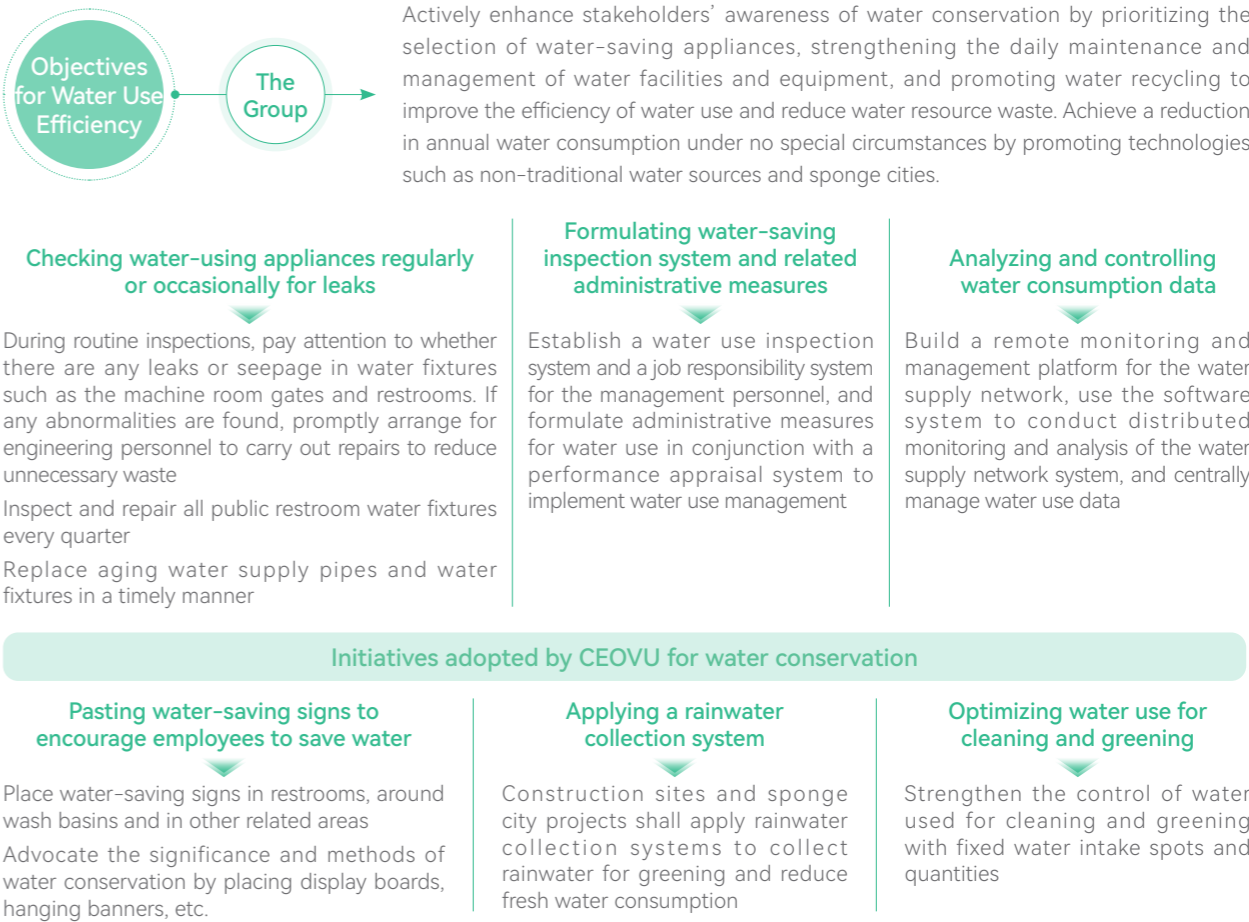 Objectives
for Water Use
Efficiency
The
Group
Actively enhance stakeholders’ awareness of water conservation by prioritizing the
selection of water-saving appliances, strengthening the daily maintenance and
management of water facilities and equipment, and promoting water recycling to
improve the efficiency of water use and reduce water resource waste. Achieve a reduction
in annual water consumption under no special circumstances by promoting technologies
such as non-traditional water sources and sponge cities.
Checking water-using appliances regularly
or occasionally for leaks
During routine inspections, pay attention to whether
there are any leaks or seepage in water fixtures
such as the machine room gates and restrooms. If
any abnormalities are found, promptly arrange for
engineering personnel to carry out repairs to reduce
unnecessary waste
Inspect and repair all public restroom water fixtures
every quarter
Replace aging water supply pipes and water
fixtures in a timely manner
Formulating water-saving
inspection system and related
administrative measures
Establish a water use inspection
system and a job responsibility system
for the management personnel, and
formulate administrative measures
for water use in conjunction with a
performance appraisal system to
implement water use management
Analyzing and controlling
water consumption data
Build a remote monitoring and
management platform for the water
supply network, use the software
system to conduct distributed
monitoring and analysis of the water
supply network system, and centrally
manage water use data
Initiatives adopted by CEOVU for water conservation
Pasting water-saving signs to
encourage employees to save water
Place water-saving signs in restrooms, around
wash basins and in other related areas
Advocate the significance and methods of
water conservation by placing display boards,
hanging banners, etc.
Applying a rainwater
collection system
Construction sites and sponge
city projects shall apply rainwater
collection systems to collect
rainwater for greening and reduce
fresh water consumption
Optimizing water use for
cleaning and greening
Strengthen the control of water
used for cleaning and greening
with fixed water intake spots and
quantities